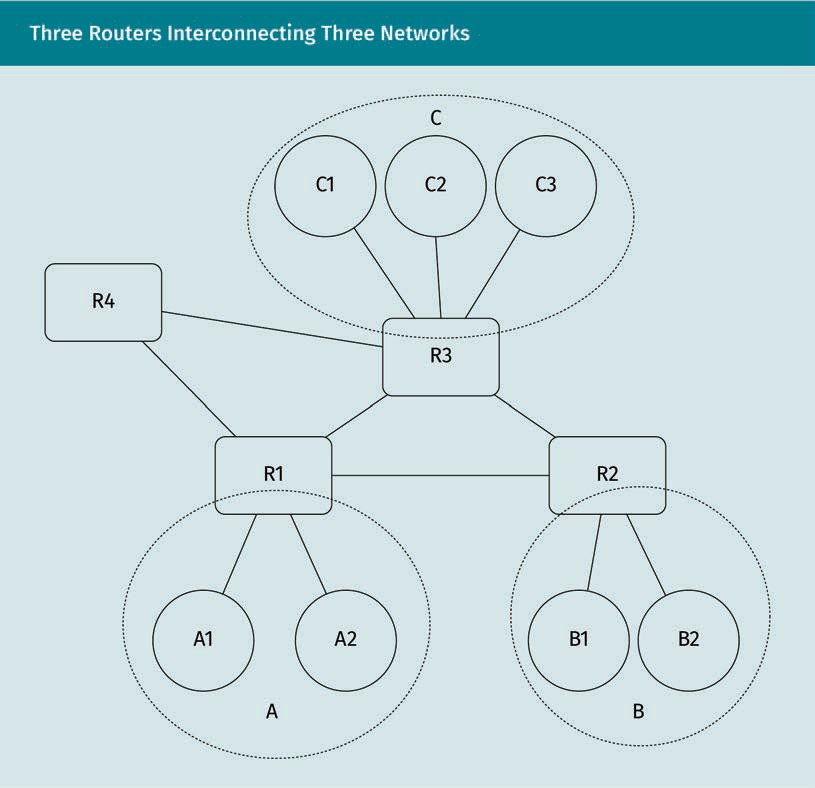 Three Routers Interconnecting Three Networks
C
C1
C2
C3
R4
R3
R1
R2
A1
A2
B1
B2
A
B